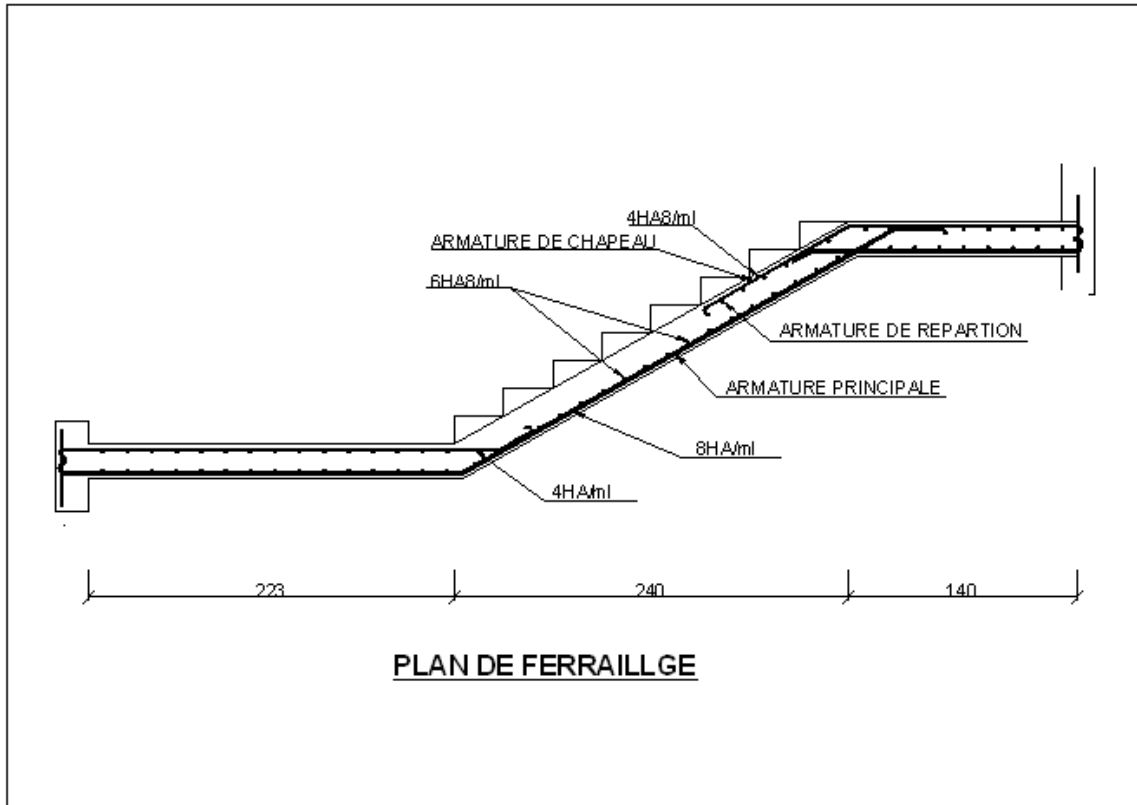 4HA8/ml
ARMATURE DE CHAPEAU
6HA8/ml
ARMATURE DE REPARTION
ARMATURE PRINCIPALE
8HA/ml
4HA/ml
223
240
140
PLAN DE FERRAILLGE